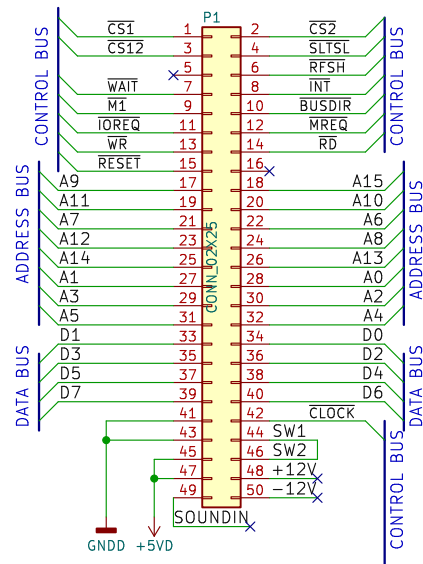 P1
CS1 1 2 CS2
CS12 3 4 SLTSL
5 6 RFSH
WAIT 7 8 INT
M1 9 10 BUSDIR
IOREQ 11 12 MREQ
WR 13 14 RD
RESET 15 16
A9 17 18 A15
A11 19 20 A10
A7 21 22 A6
A12 23 24 A8
A14 25 26 A13
A1 27 28 A0
A3 29 30 A2
A5 31 32 A4
D1 33 34 D0
D3 35 36 D2
D5 37 38 D4
D7 39 40 D6
41 42 CLOCK
43 44 SW1
45 46 SW2
47 48 +12V
49 50 -12V
SOUNDIN
CONN_02X25
CONTROL BUS
ADDRESS BUS
DATA BUS
CONTROL BUS
ADDRESS BUS
DATA BUS
CONTROL BUS
GNDD +5VD